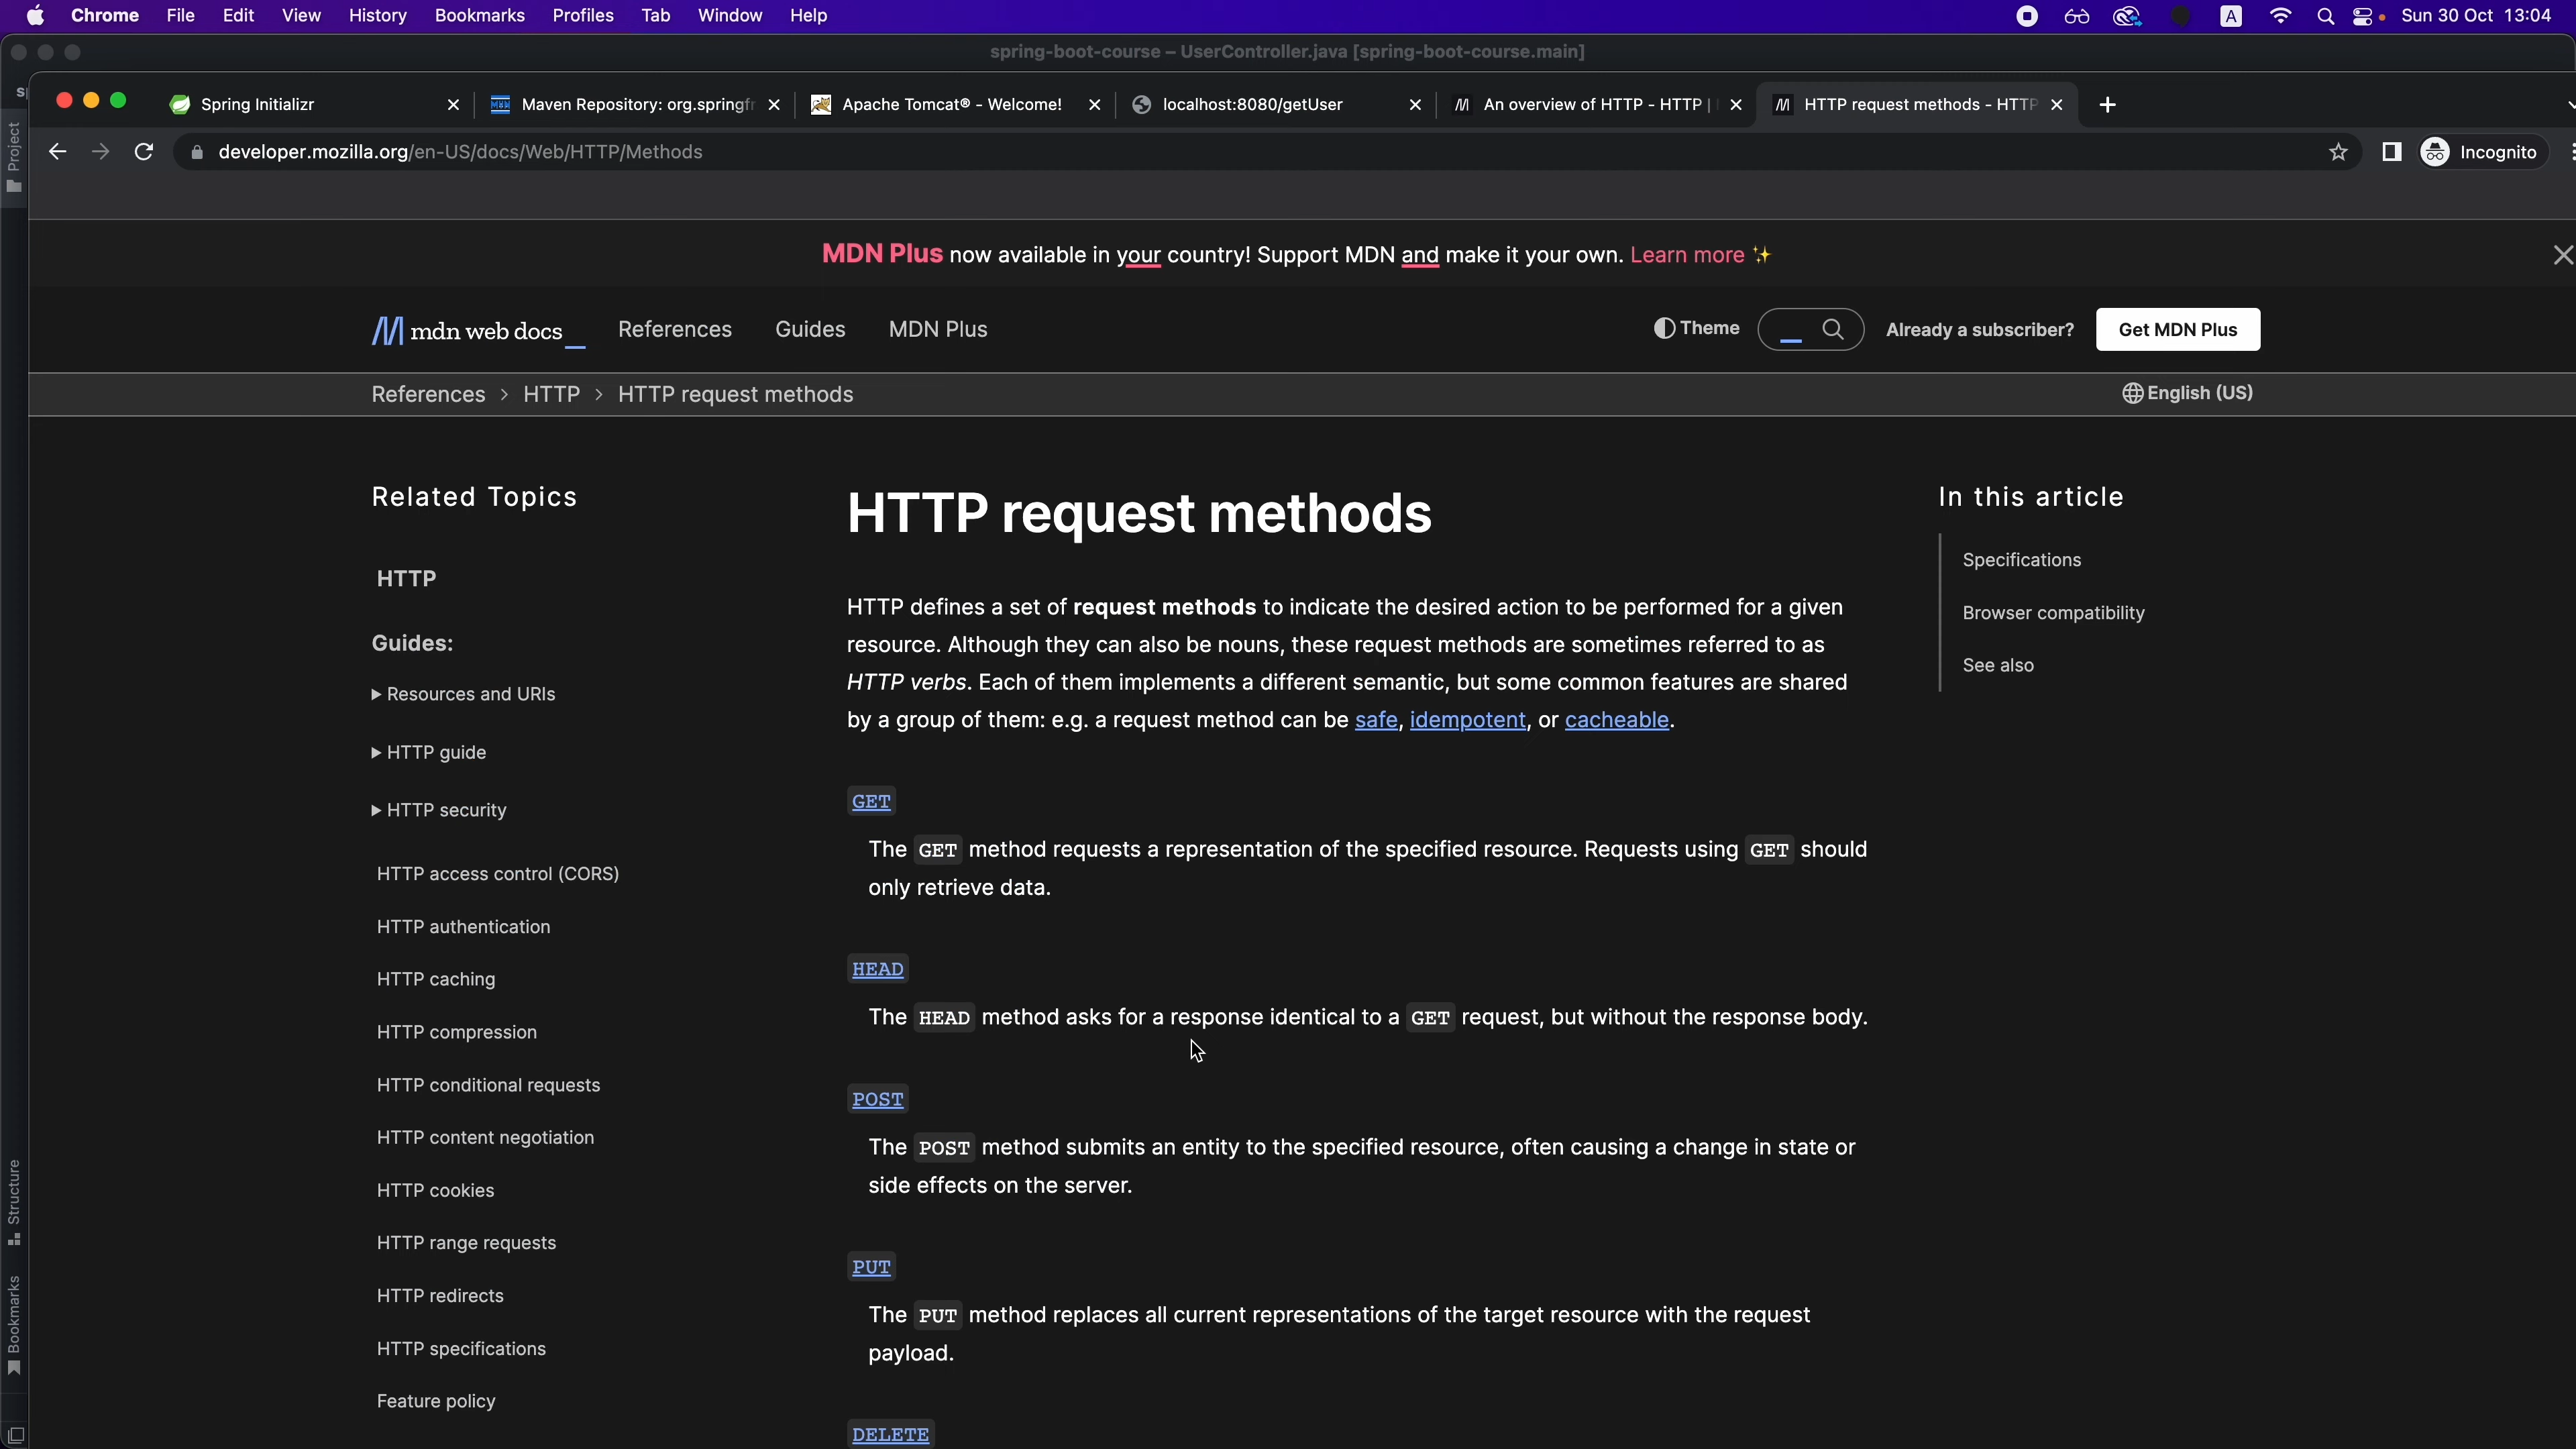 Chrome File Edit View History Bookmarks Profiles Tab Window Help
A Sun 30 Oct 13:04
spring-boot-course – UserController.java [spring-boot-course.main]
Spring Initializr
Maven Repository: org.springfr
Apache Tomcat® - Welcome!
localhost:8080/getUser
An overview of HTTP - HTTP |
HTTP request methods - HTTP
developer.mozilla.org/en-US/docs/Web/HTTP/Methods
Incognito
Project
MDN Plus now available in your country! Support MDN and make it your own. Learn more ✨
mdn web docs_
References Guides MDN Plus
Theme
Already a subscriber?
Get MDN Plus
References > HTTP > HTTP request methods
English (US)
Related Topics
HTTP
Guides:
Resources and URIs
HTTP guide
HTTP security
HTTP access control (CORS)
HTTP authentication
HTTP caching
HTTP compression
HTTP conditional requests
HTTP content negotiation
HTTP cookies
HTTP range requests
HTTP redirects
HTTP specifications
Feature policy
HTTP request methods
HTTP defines a set of request methods to indicate the desired action to be performed for a given
resource. Although they can also be nouns, these request methods are sometimes referred to as
HTTP verbs. Each of them implements a different semantic, but some common features are shared
by a group of them: e.g. a request method can be safe, idempotent, or cacheable.
GET
The GET method requests a representation of the specified resource. Requests using GET should
only retrieve data.
HEAD
The HEAD method asks for a response identical to a GET request, but without the response body.
POST
The POST method submits an entity to the specified resource, often causing a change in state or
side effects on the server.
PUT
The PUT method replaces all current representations of the target resource with the request
payload.
DELETE
In this article
Specifications
Browser compatibility
See also
Structure
Bookmarks